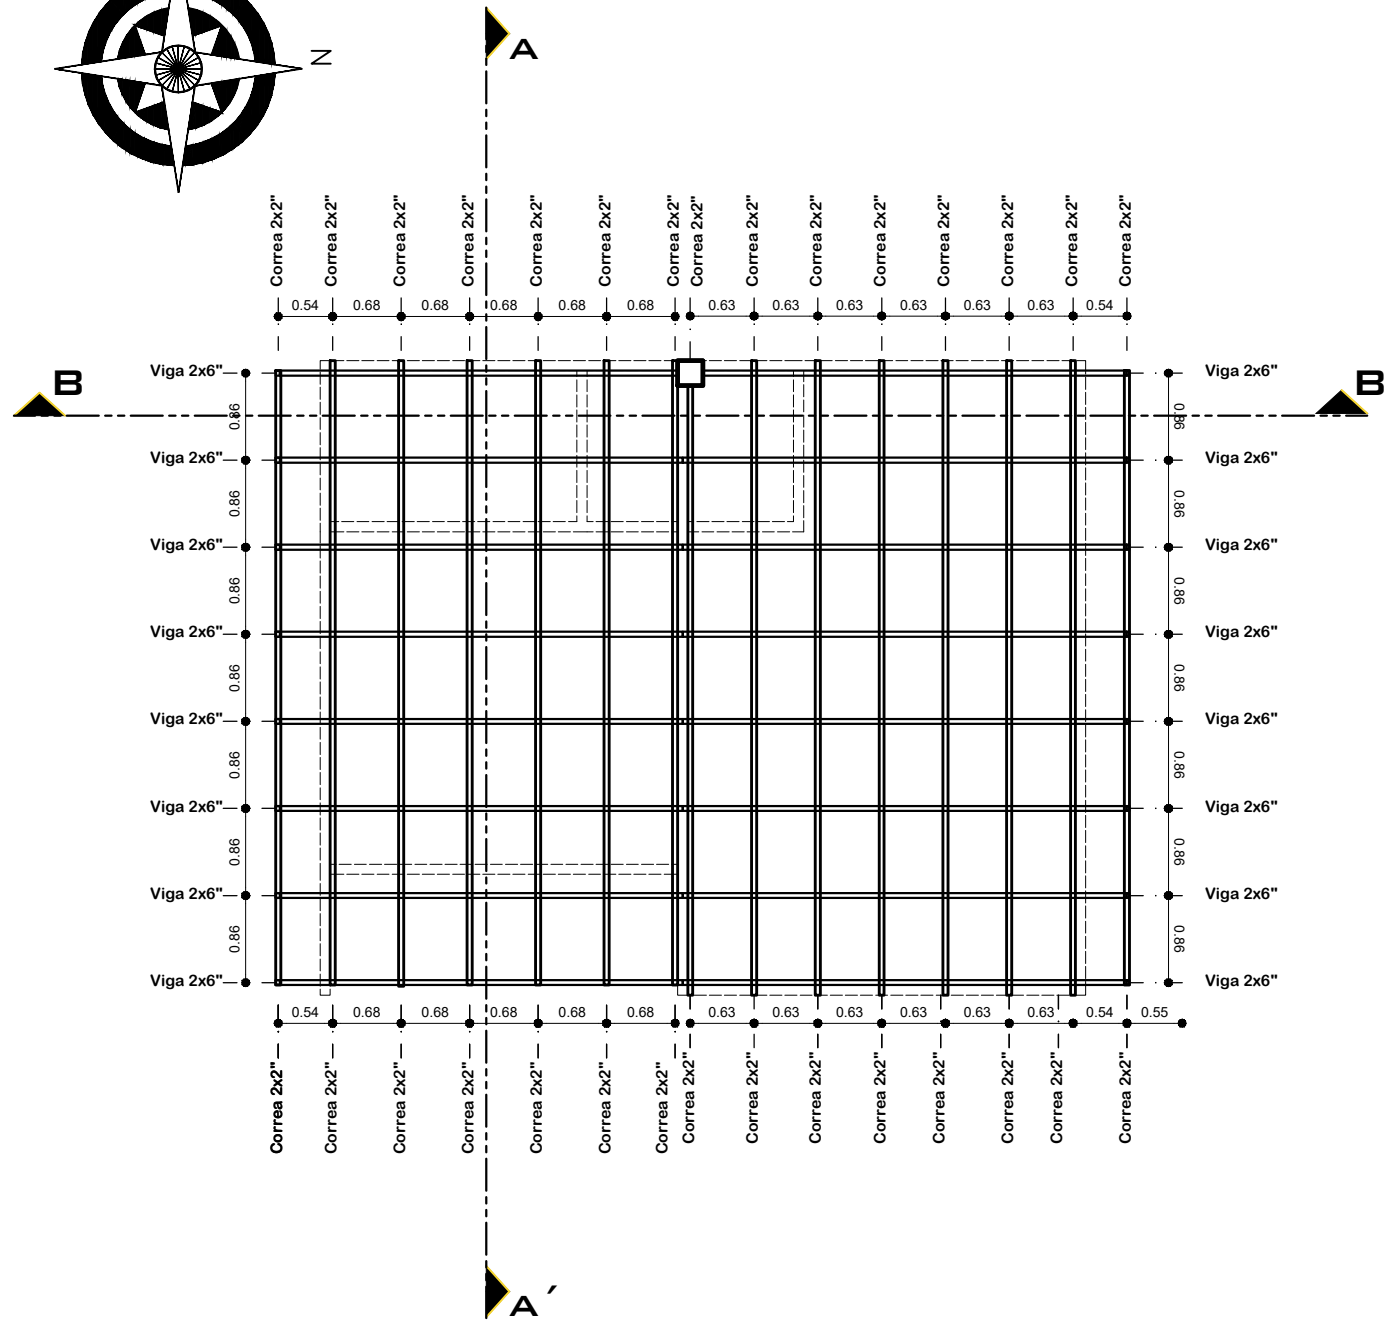 N
A
Correa 2x2" Correa 2x2" Correa 2x2" Correa 2x2" Correa 2x2" Correa 2x2" Correa 2x2" Correa 2x2" Correa 2x2" Correa 2x2" Correa 2x2" Correa 2x2" Correa 2x2" Correa 2x2" Correa 2x2"
0.54 0.68 0.68 0.68 0.68 0.68 0.63 0.63 0.63 0.63 0.63 0.63 0.54
Viga 2x6" Viga 2x6"
B B
0.86 0.86
Viga 2x6" Viga 2x6"
0.86 0.86
Viga 2x6" Viga 2x6"
0.86 0.86
Viga 2x6" Viga 2x6"
0.86 0.86
Viga 2x6" Viga 2x6"
0.86 0.86
Viga 2x6" Viga 2x6"
0.86 0.86
Viga 2x6" Viga 2x6"
0.86 0.86
Viga 2x6" Viga 2x6"
0.54 0.68 0.68 0.68 0.68 0.68 0.63 0.63 0.63 0.63 0.63 0.63 0.54 0.55
Correa 2x2" Correa 2x2" Correa 2x2" Correa 2x2" Correa 2x2" Correa 2x2" Correa 2x2" Correa 2x2" Correa 2x2" Correa 2x2" Correa 2x2" Correa 2x2" Correa 2x2" Correa 2x2" Correa 2x2"
A´